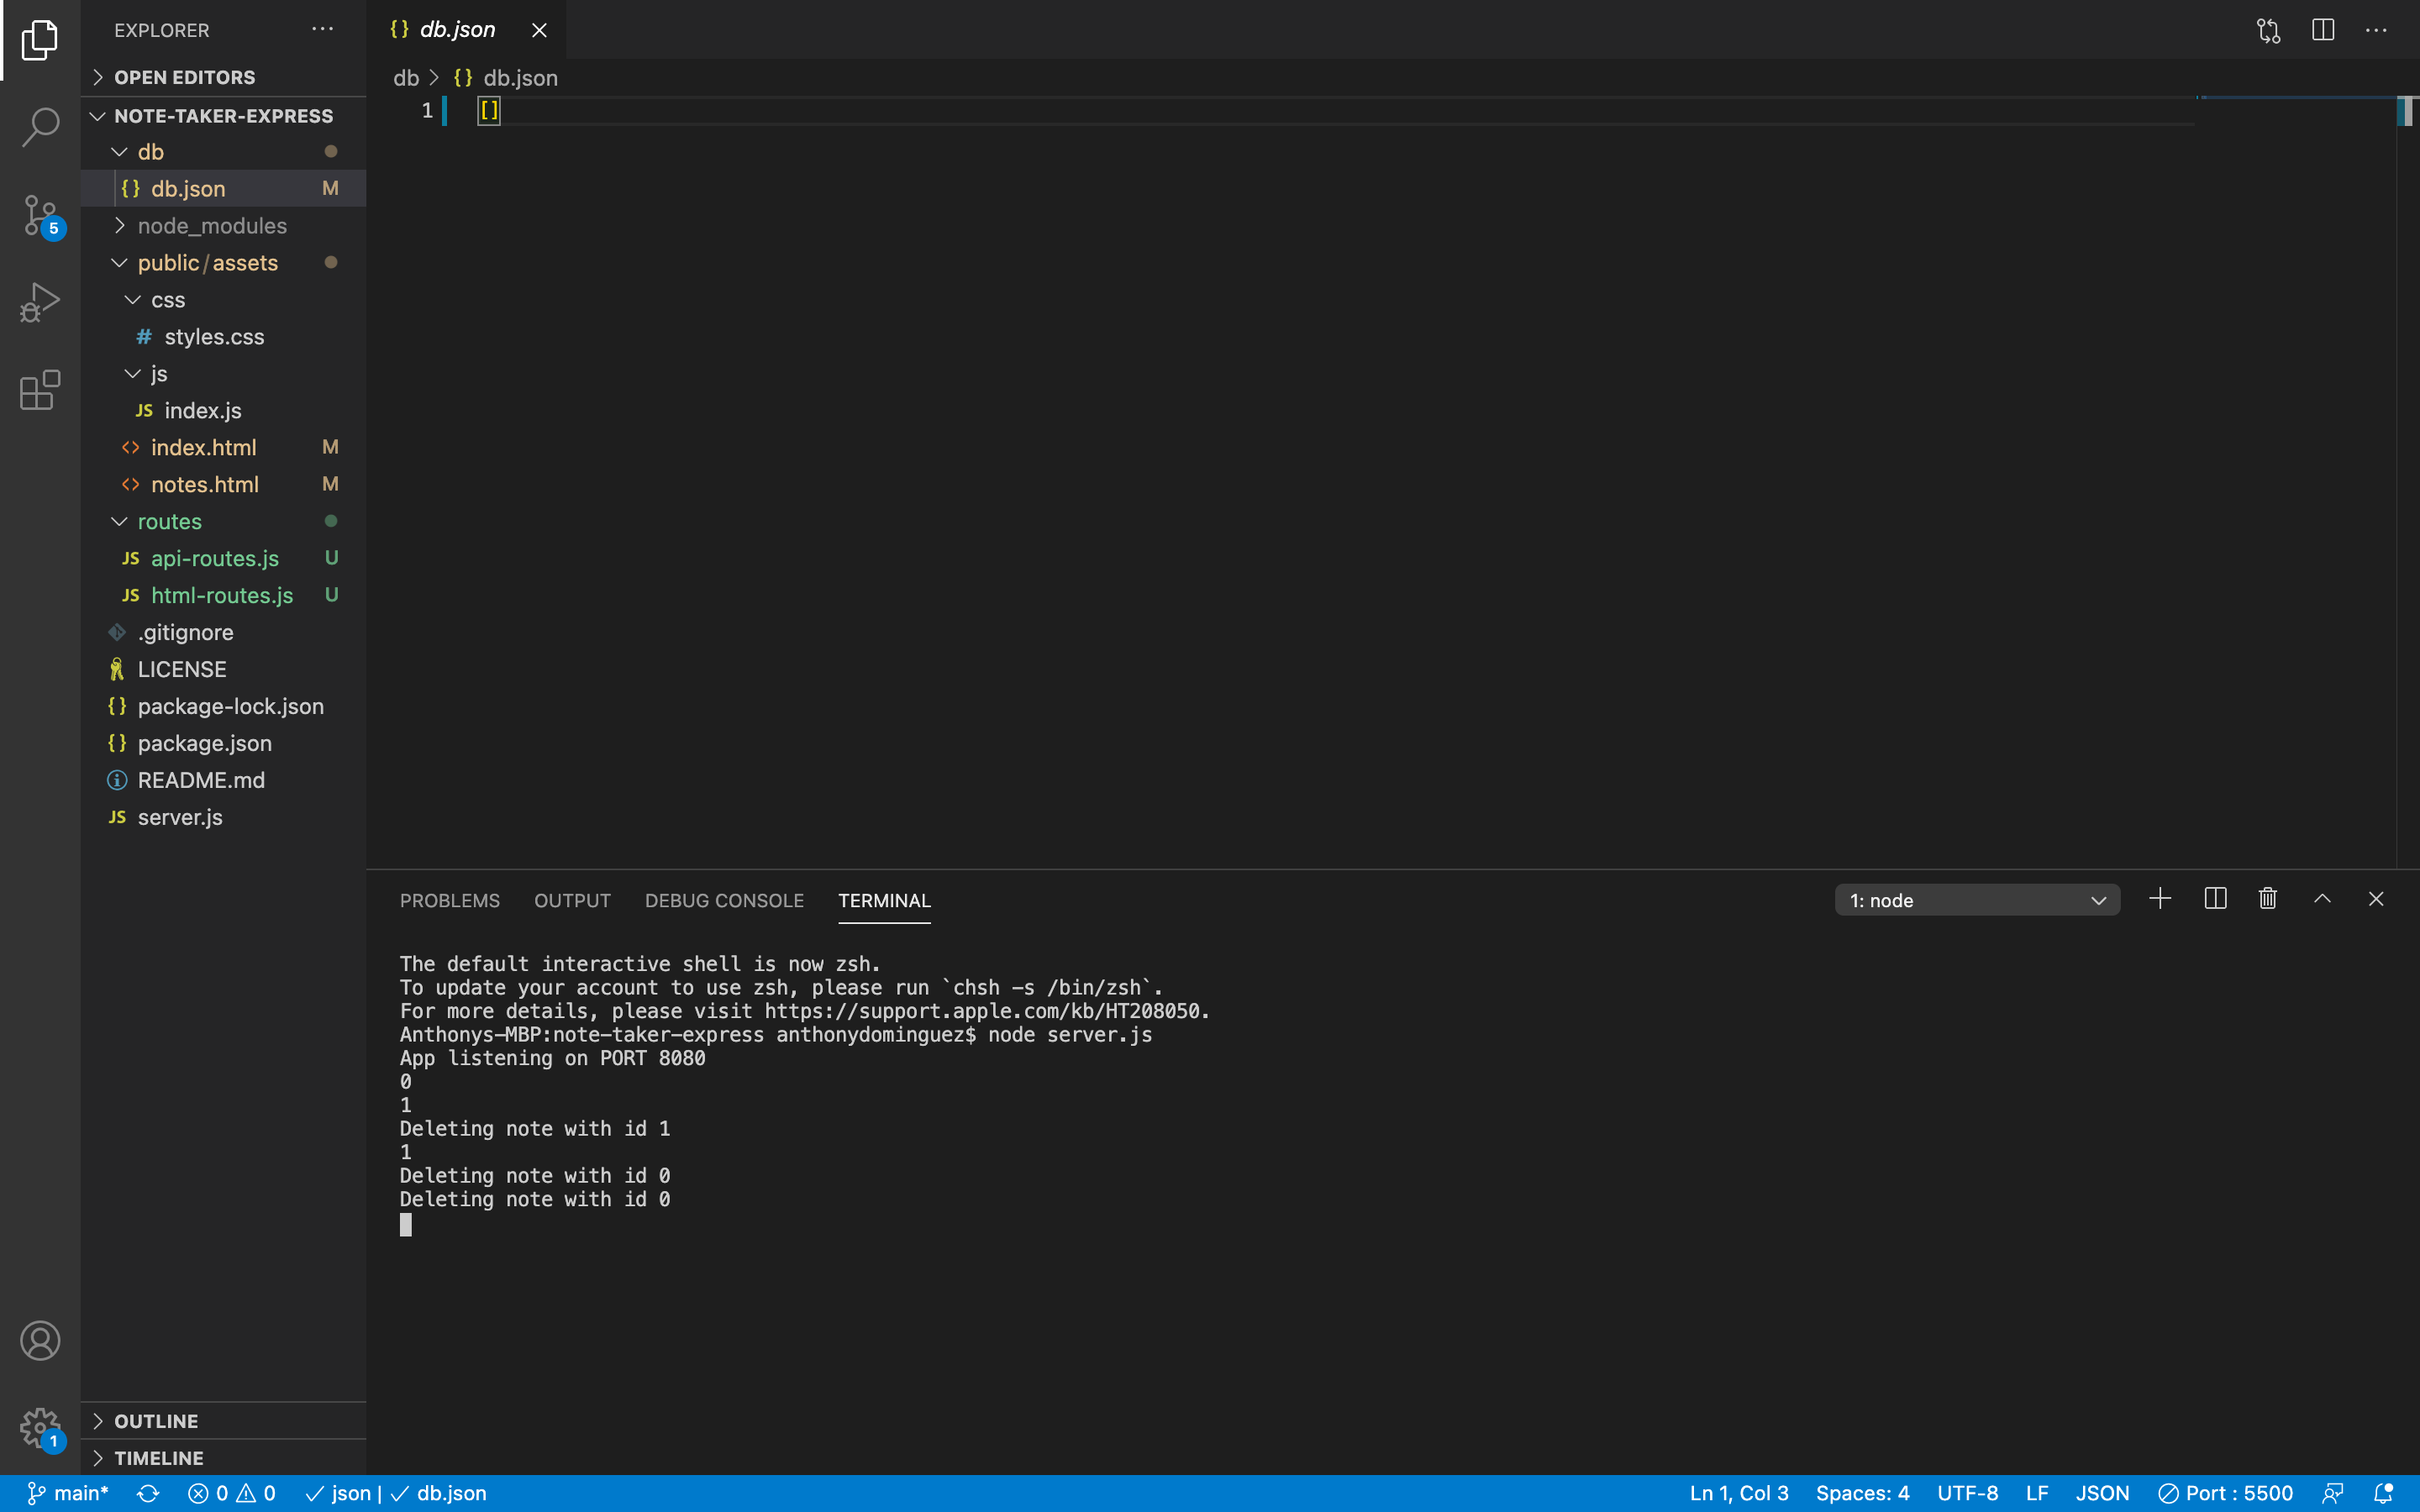 EXPLORER
OPEN EDITORS
NOTE-TAKER-EXPRESS
db
{} db.json M
node_modules
public/assets
css
# styles.css
js
JS index.js
<> index.html M
<> notes.html M
routes
JS api-routes.js U
JS html-routes.js U
.gitignore
LICENSE
{} package-lock.json
{} package.json
README.md
JS server.js
OUTLINE
TIMELINE
5
1
{} db.json
db > {} db.json
1 []
PROBLEMS OUTPUT DEBUG CONSOLE TERMINAL
1: node
The default interactive shell is now zsh.
To update your account to use zsh, please run `chsh -s /bin/zsh`.
For more details, please visit https://support.apple.com/kb/HT208050.
Anthonys-MBP:note-taker-express anthonydominguez$ node server.js
App listening on PORT 8080
0
1
Deleting note with id 1
1
Deleting note with id 0
Deleting note with id 0
main* 0 0 ✓ json | ✓ db.json Ln 1, Col 3 Spaces: 4 UTF-8 LF JSON Port : 5500